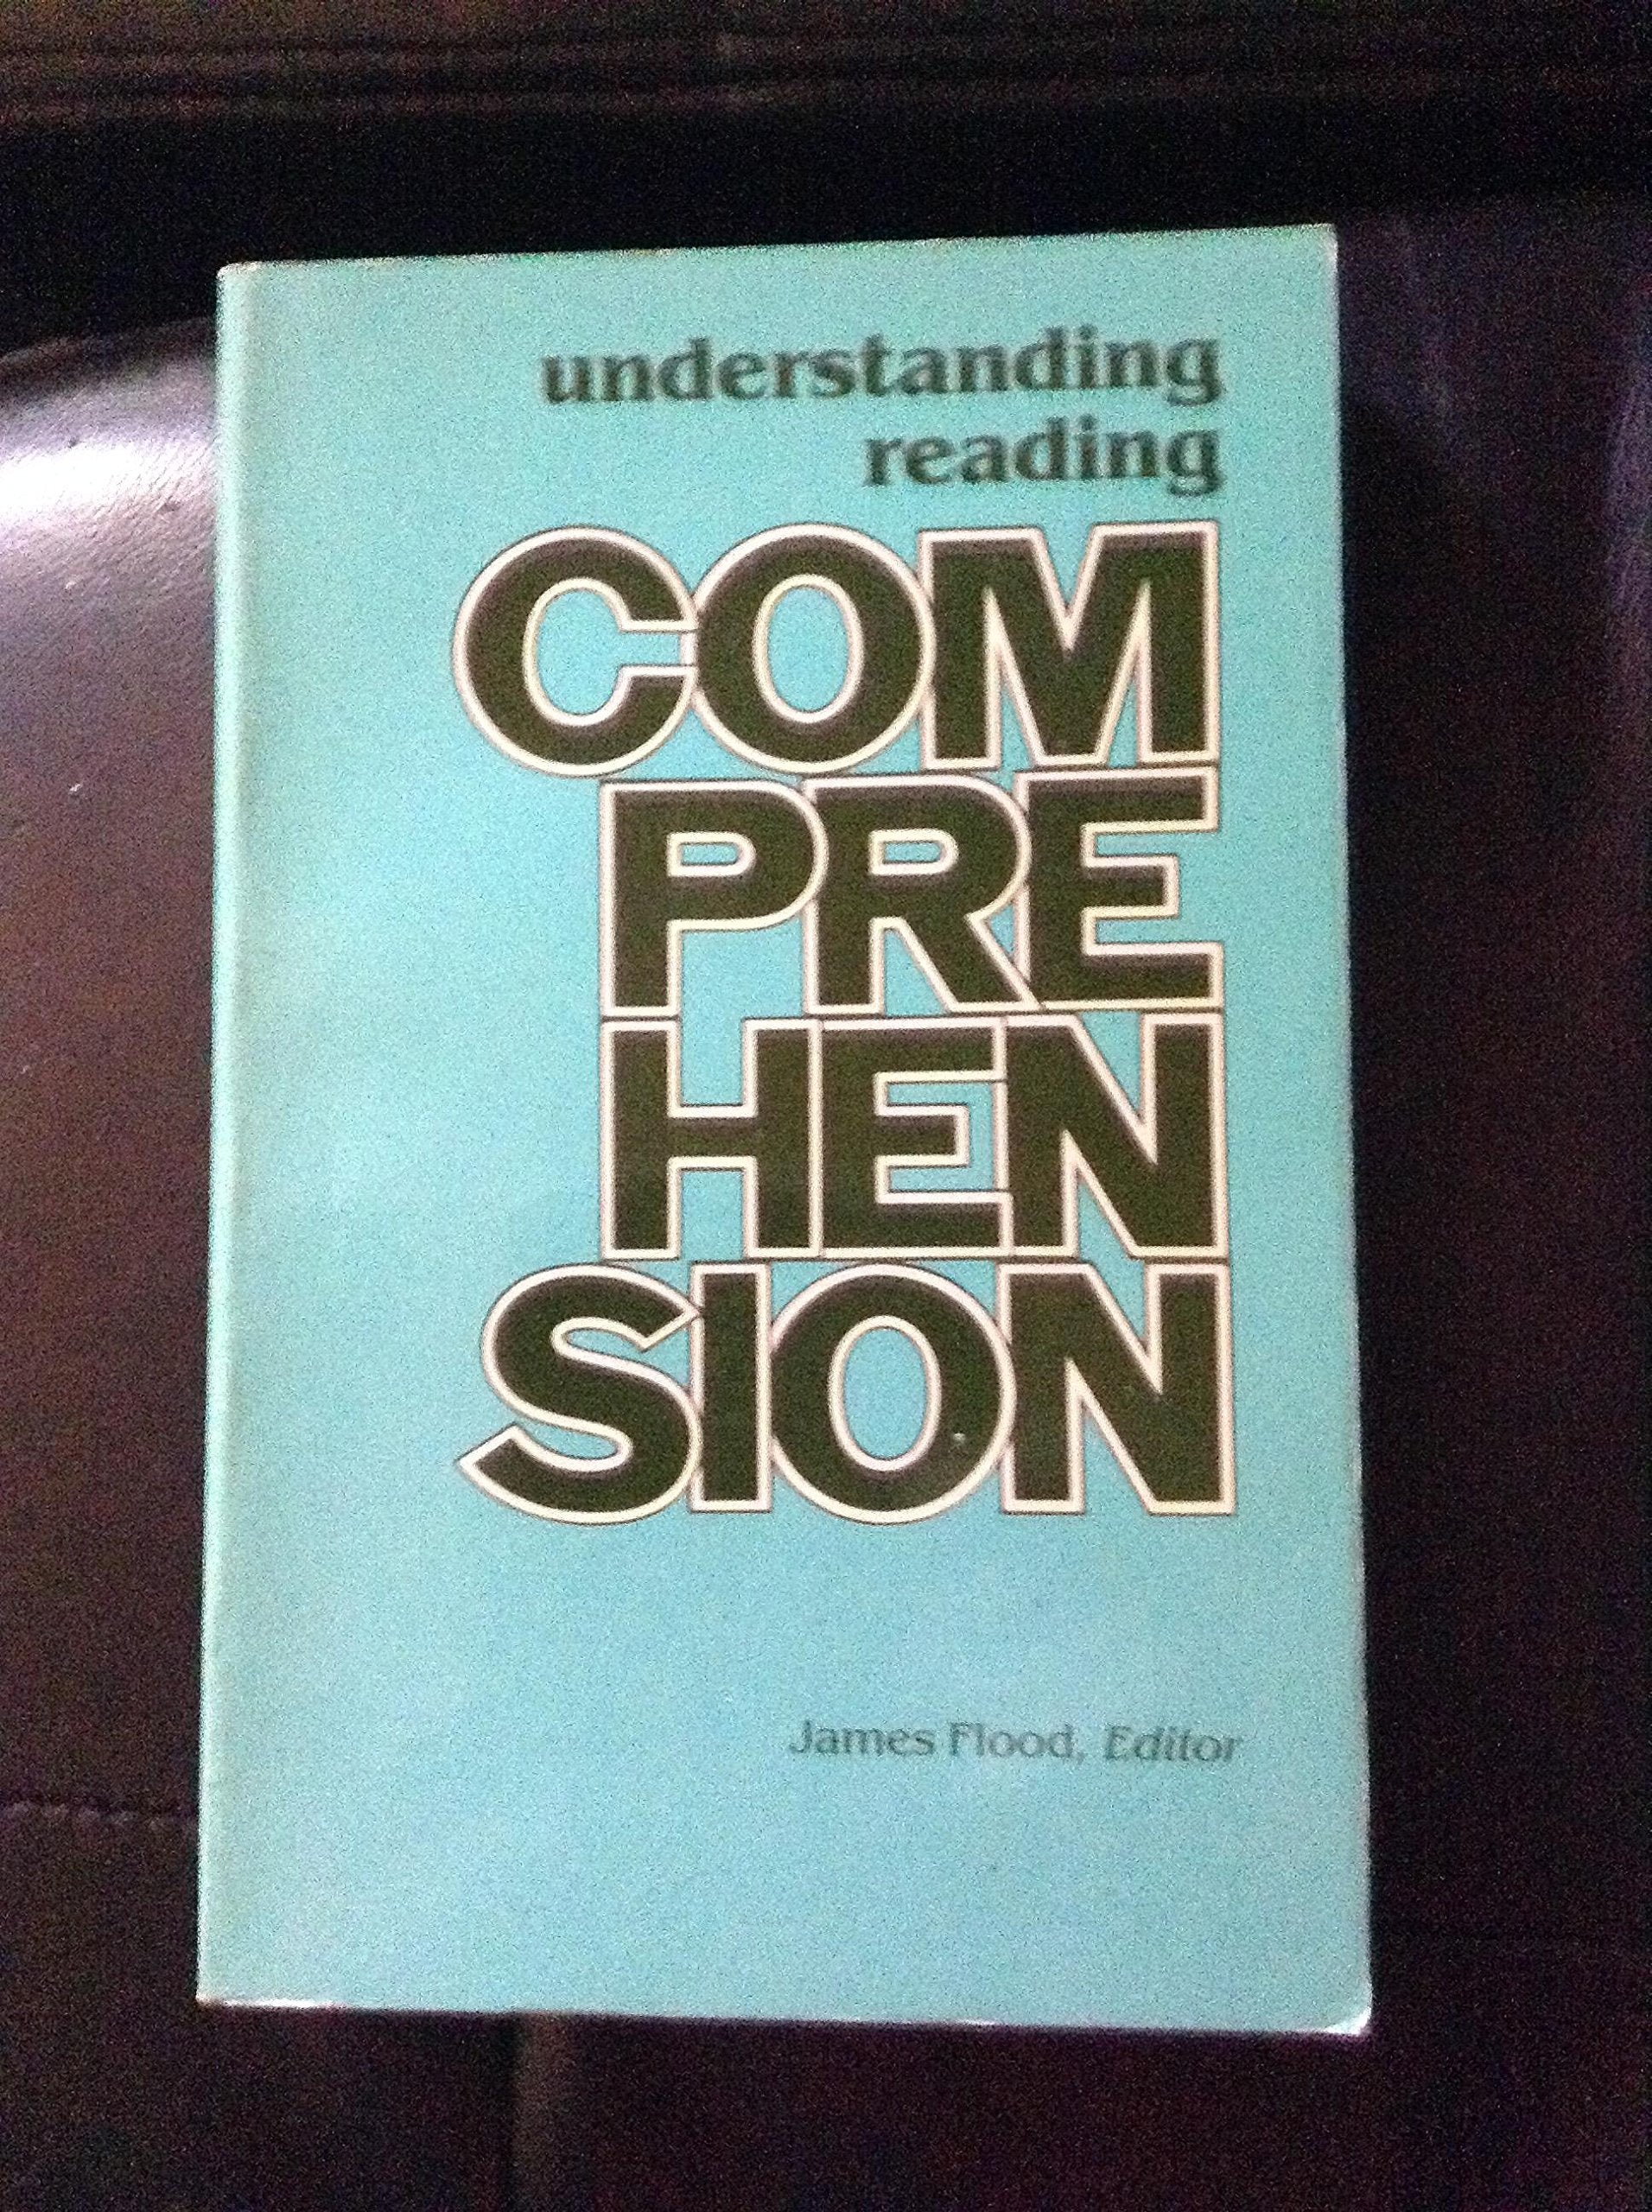 understanding
reading
COM
PRE
HEN
SION
James Flood, Editor